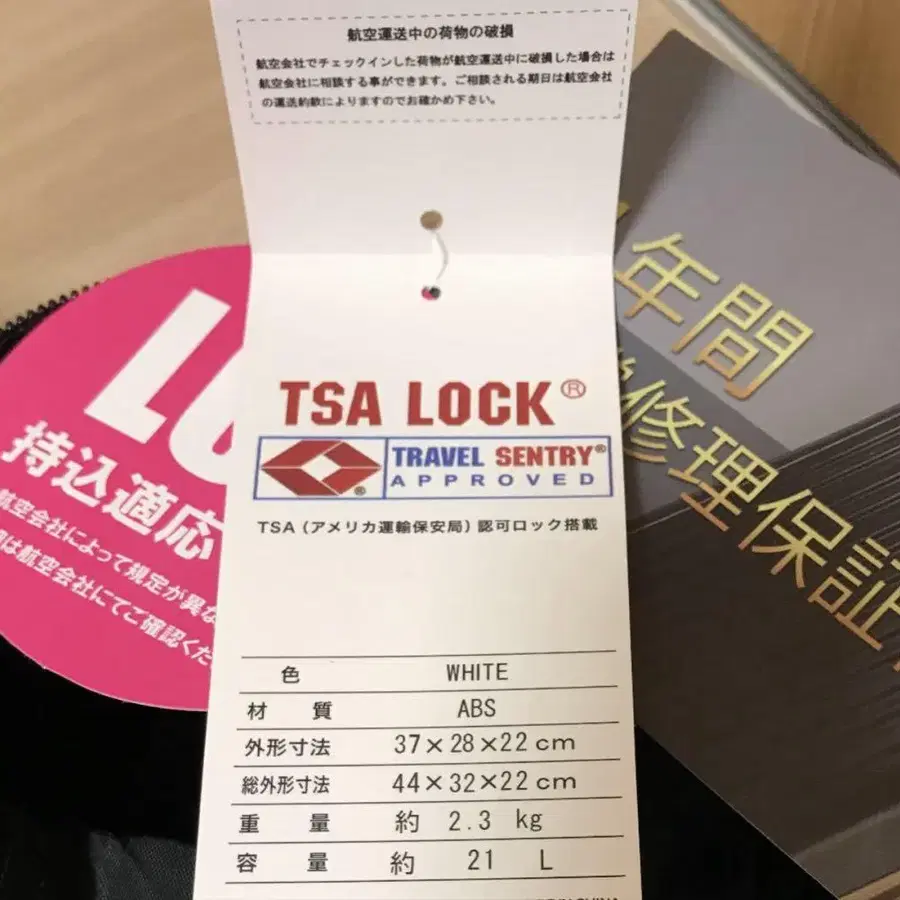 航空運送中の荷物の破損
航空会社でチェックインした荷物が航空運送中に破損した場合は
航空会社に相談する事ができます。ご相談される期日は航空会社
の運送約款によりますのでお確かめ下さい。
TSA LOCK®
TRAVEL SENTRY®
APPROVED
®
TSA (アメリカ運輸保安局) 認可ロック搭載
色 WHITE
材 質 ABS
外形寸法 37×28×22cm
総外形寸法 44×32×22cm
重 量 約 2.3 kg
容 量 約 21 L
持込適応
航空会社によって規定が異な
は航空会社にてご確認くだ
年間
修理保証